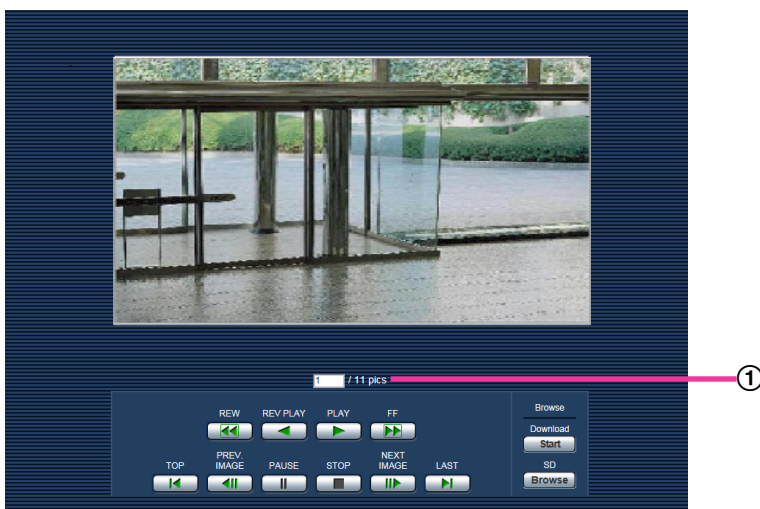 1 / 11 pics
①
REW REV PLAY PLAY FF
TOP PREV. IMAGE PAUSE STOP NEXT IMAGE LAST
Browse
Download
Start
SD
Browse